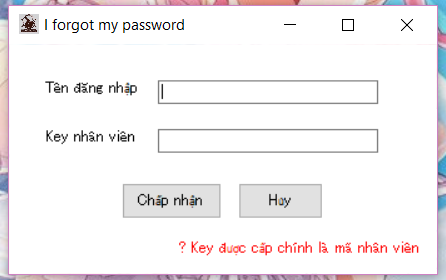 I forgot my password
Tên đăng nhập
Key nhân viên
Chấp nhận Hủy
? Key được cấp chính là mã nhân viên